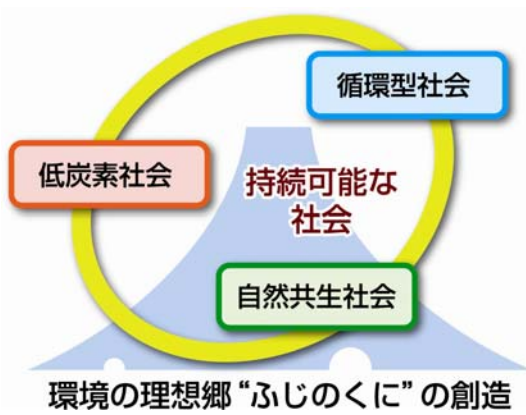 循環型社会
低炭素社会
持続可能な
社会
自然共生社会
環境の理想郷“ふじのくに”の創造